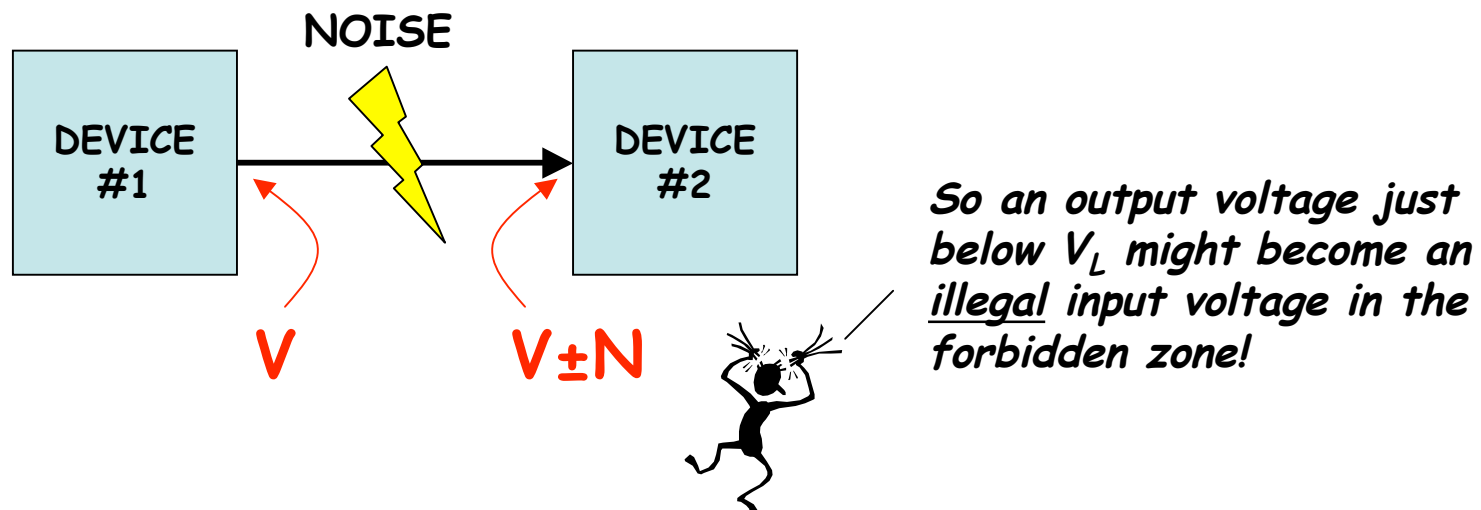 NOISE
DEVICE
#1
DEVICE
#2
V
V±N
So an output voltage just
below V_L might become an
illegal input voltage in the
forbidden zone!